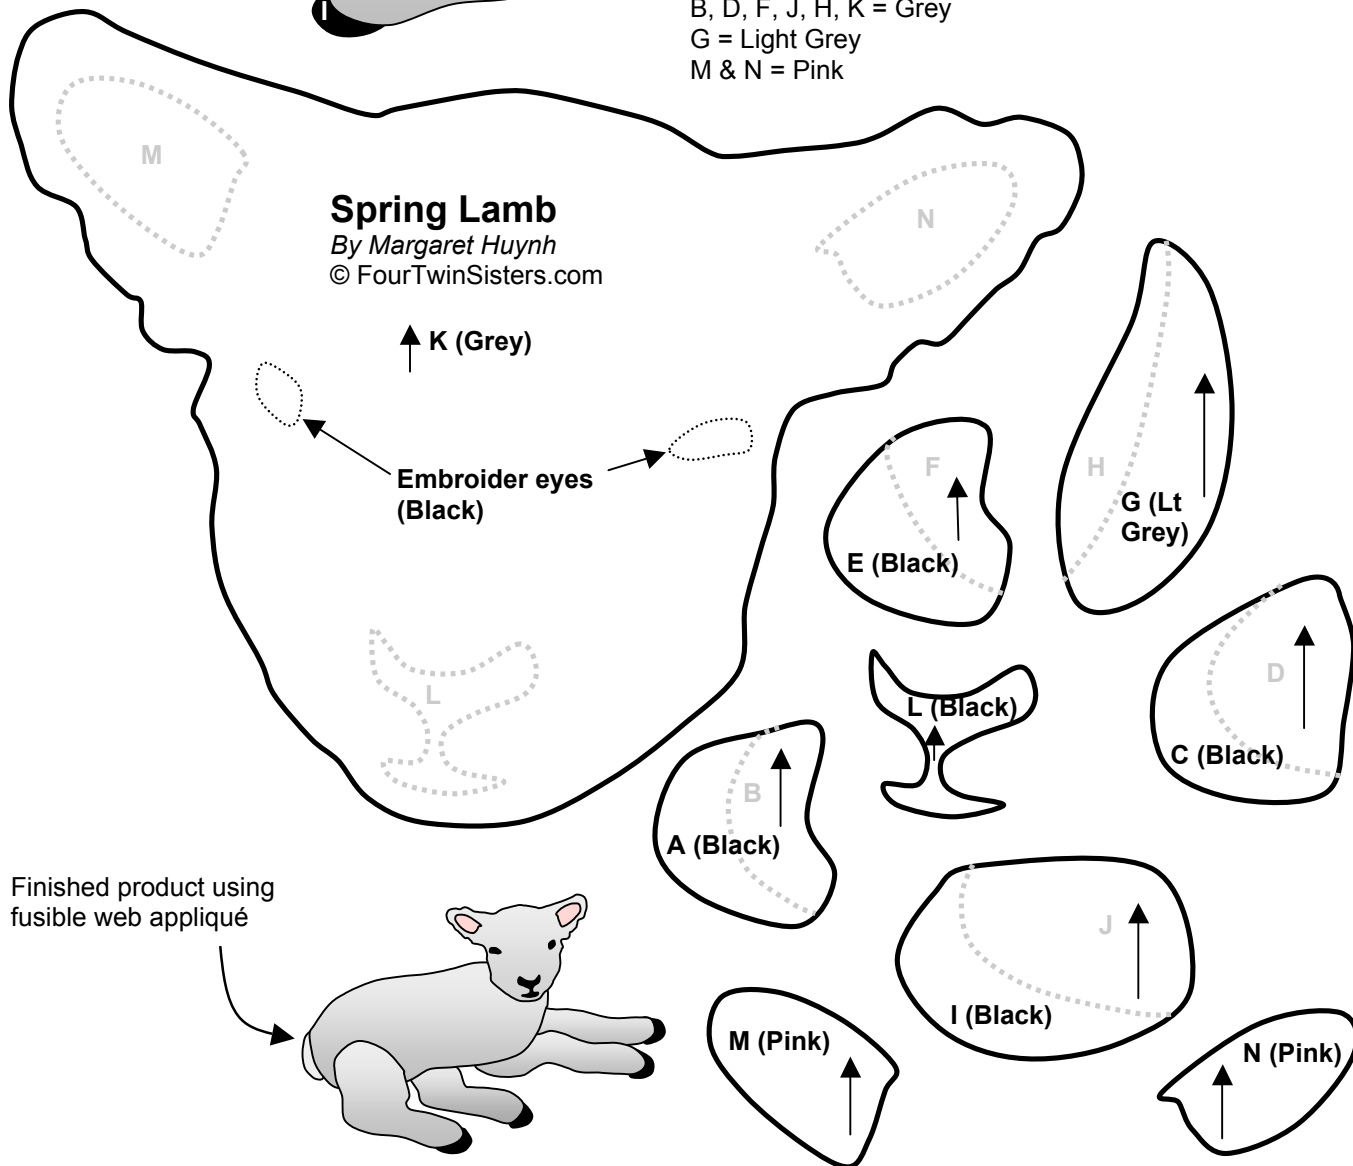 I
B, D, F, J, H, K = Grey
G = Light Grey
M & N = Pink
M
N
Spring Lamb
By Margaret Huynh
© FourTwinSisters.com
K (Grey)
Embroider eyes
(Black)
F
H
G (Lt
Grey)
E (Black)
L
L (Black)
D
C (Black)
B
A (Black)
Finished product using
fusible web appliqué
J
I (Black)
M (Pink)
N (Pink)